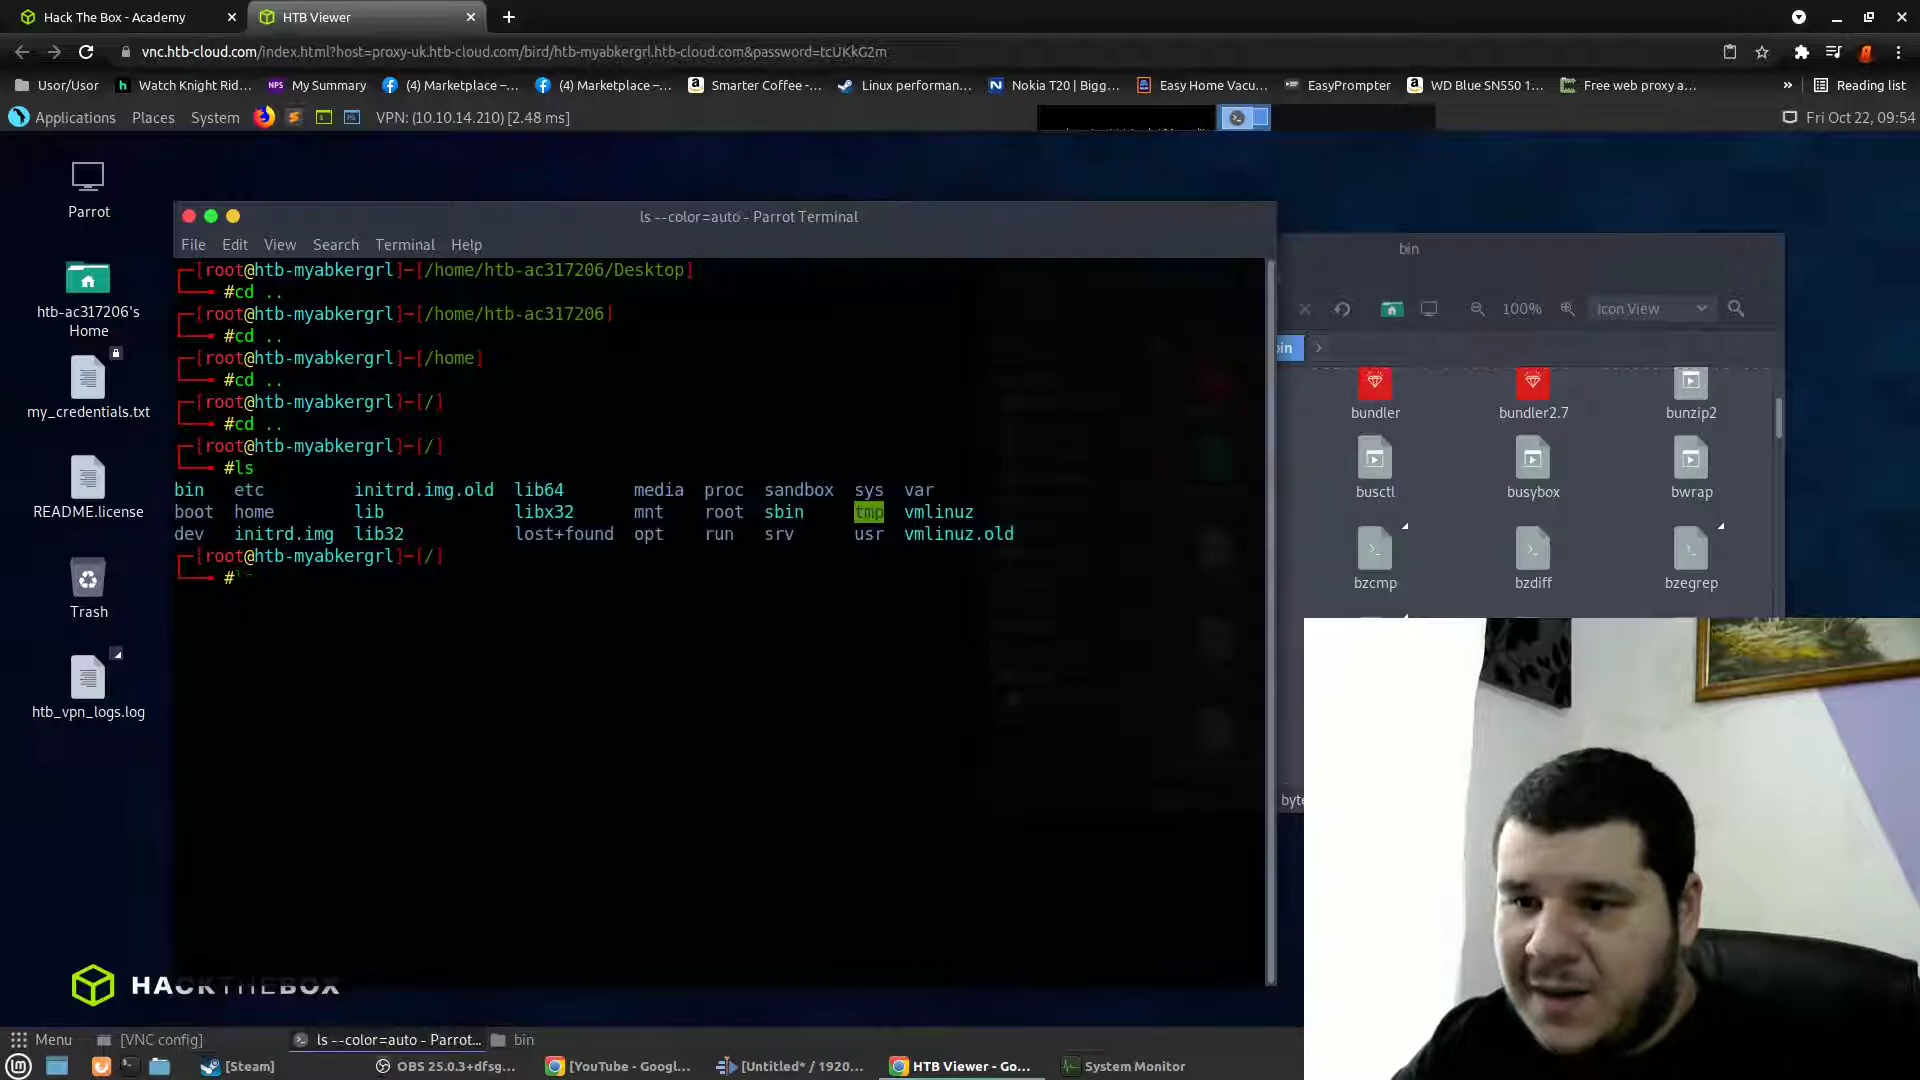 Hack The Box - Academy
HTB Viewer
vnc.htb-cloud.com/index.html?host=proxy-uk.htb-cloud.com/bird/htb-myabkergrl.htb-cloud.com&password=tcUKkG2m
Usor/Usor
Watch Knight Rid...
NPS My Summary
(4) Marketplace –...
(4) Marketplace –...
Smarter Coffee -...
Linux performan...
Nokia T20 | Bigg...
Easy Home Vacu...
EasyPrompter
WD Blue SN550 1...
Free web proxy a...
»
Reading list
Applications Places System
VPN: (10.10.14.210) [2.48 ms]
Fri Oct 22, 09:54
Parrot
htb-ac317206's
Home
my_credentials.txt
README.license
Trash
htb_vpn_logs.log
ls --color=auto - Parrot Terminal
File Edit View Search Terminal Help
[root@htb-myabkergrl]─[/home/htb-ac317206/Desktop]
#cd ..
[root@htb-myabkergrl]─[/home/htb-ac317206]
#cd ..
[root@htb-myabkergrl]─[/home]
#cd ..
[root@htb-myabkergrl]─[/]
#cd ..
[root@htb-myabkergrl]─[/]
#ls
bin etc initrd.img.old lib64 media proc sandbox sys var
boot home lib libx32 mnt root sbin tmp vmlinuz
dev initrd.img lib32 lost+found opt run srv usr vmlinuz.old
[root@htb-myabkergrl]─[/]
#
bin
100%
Icon View
bin
bundler
bundler2.7
bunzip2
busctl
busybox
bwrap
bzcmp
bzdiff
bzegrep
byte
HACKTHEBOX
Menu
[VNC config]
ls --color=auto - Parrot...
bin
[Steam]
OBS 25.0.3+dfsg...
[YouTube - Googl...
[Untitled* / 1920...
HTB Viewer - Go...
System Monitor